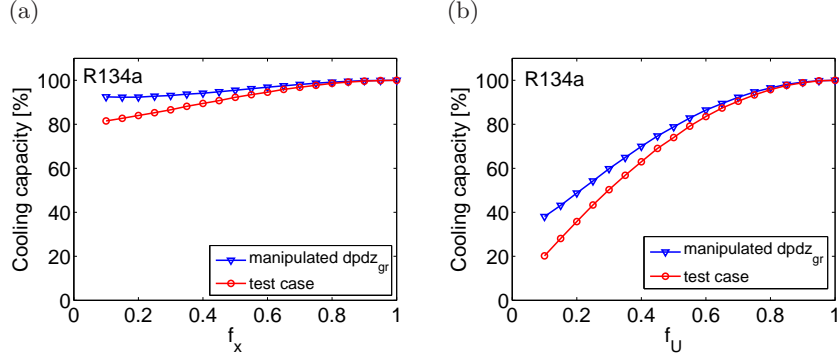 (a)
R134a
Cooling capacity [%]
100
80
60
40
20
0
0 0.2 0.4 0.6 0.8 1
f_x
manipulated dpdz_gr
test case
(b)
R134a
Cooling capacity [%]
100
80
60
40
20
0
0 0.2 0.4 0.6 0.8 1
f_U
manipulated dpdz_gr
test case